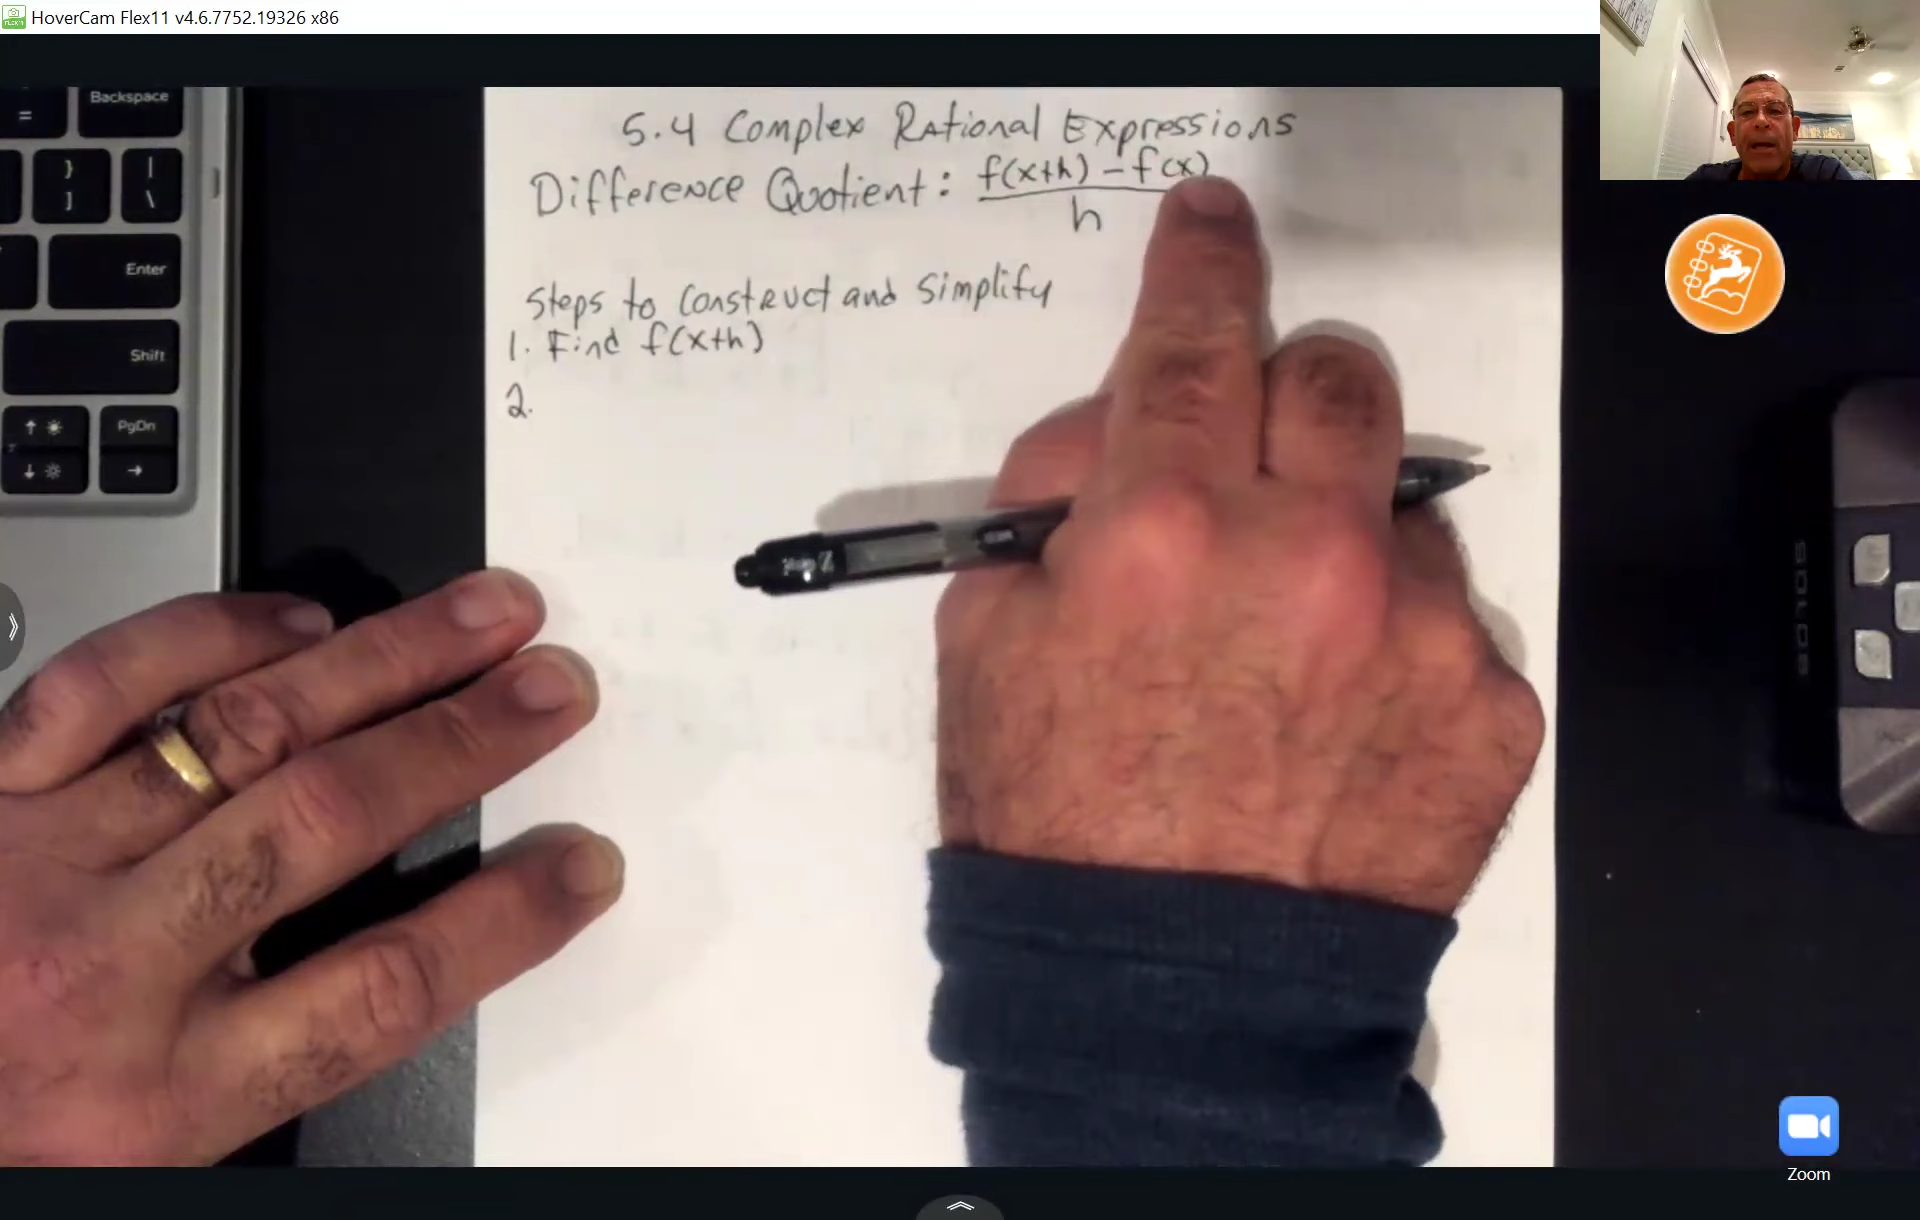 HoverCam Flex11 v4.6.7752.19326 x86
Backspace
=
}
]
|
\
Enter
Shift
PgDn
5.4 Complex Rational Expressions
Difference Quotient: f(x+h) - f(x)
h
Steps to Construct and Simplify
1. Find f(x+h)
2.
SOLOS
Zoom